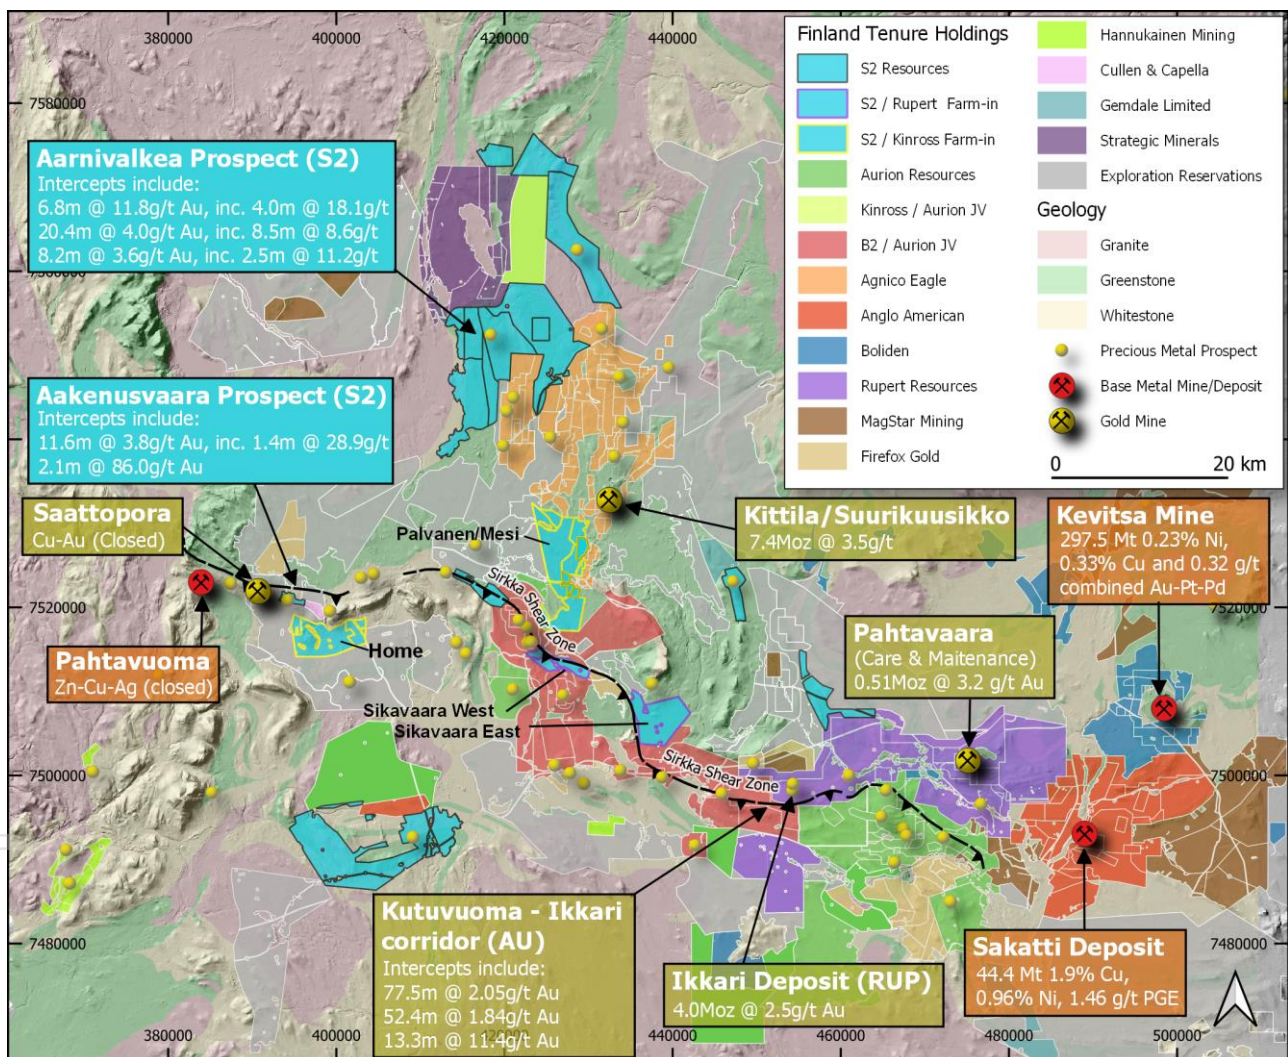 380000
400000
420000
440000
7580000
Finland Tenure Holdings
S2 Resources
S2 / Rupert Farm-in
S2 / Kinross Farm-in
Aurion Resources
Kinross / Aurion JV
B2 / Aurion JV
Agnico Eagle
Anglo American
Boliden
Rupert Resources
MagStar Mining
Firefox Gold
Hannukainen Mining
Cullen & Capella
Gemdale Limited
Strategic Minerals
Exploration Reservations
Geology
Granite
Greenstone
Whitestone
Precious Metal Prospect
Base Metal Mine/Deposit
Gold Mine
0 20 km
Aarnivalkea Prospect (S2)
Intercepts include:
6.8m @ 11.8g/t Au, inc. 4.0m @ 18.1g/t
20.4m @ 4.0g/t Au, inc. 8.5m @ 8.6g/t
8.2m @ 3.6g/t Au, inc. 2.5m @ 11.2g/t
Aakenusvaara Prospect (S2)
Intercepts include:
11.6m @ 3.8g/t Au, inc. 1.4m @ 28.9g/t
2.1m @ 86.0g/t Au
Saattopora
Cu-Au (Closed)
Palvanen/Mesi
Kittila/Suurikuusikko
7.4Moz @ 3.5g/t
Kevitsa Mine
297.5 Mt 0.23% Ni,
0.33% Cu and 0.32 g/t
combined Au-Pt-Pd
7520000
7520000
Sirkka Shear Zone
Pahtavaara
(Care & Maitenance)
0.51Moz @ 3.2 g/t Au
Pahtavuoma
Zn-Cu-Ag (closed)
Home
Sikavaara West
Sikavaara East
Sirkka Shear Zone
7500000
7500000
Kutuvuoma - Ikkari
corridor (AU)
Intercepts include:
77.5m @ 2.05g/t Au
52.4m @ 1.84g/t Au
13.3m @ 11.4g/t Au
Ikkari Deposit (RUP)
4.0Moz @ 2.5g/t Au
Sakatti Deposit
44.4 Mt 1.9% Cu,
0.96% Ni, 1.46 g/t PGE
7480000
7480000
380000
400000
420000
440000
460000
480000
500000